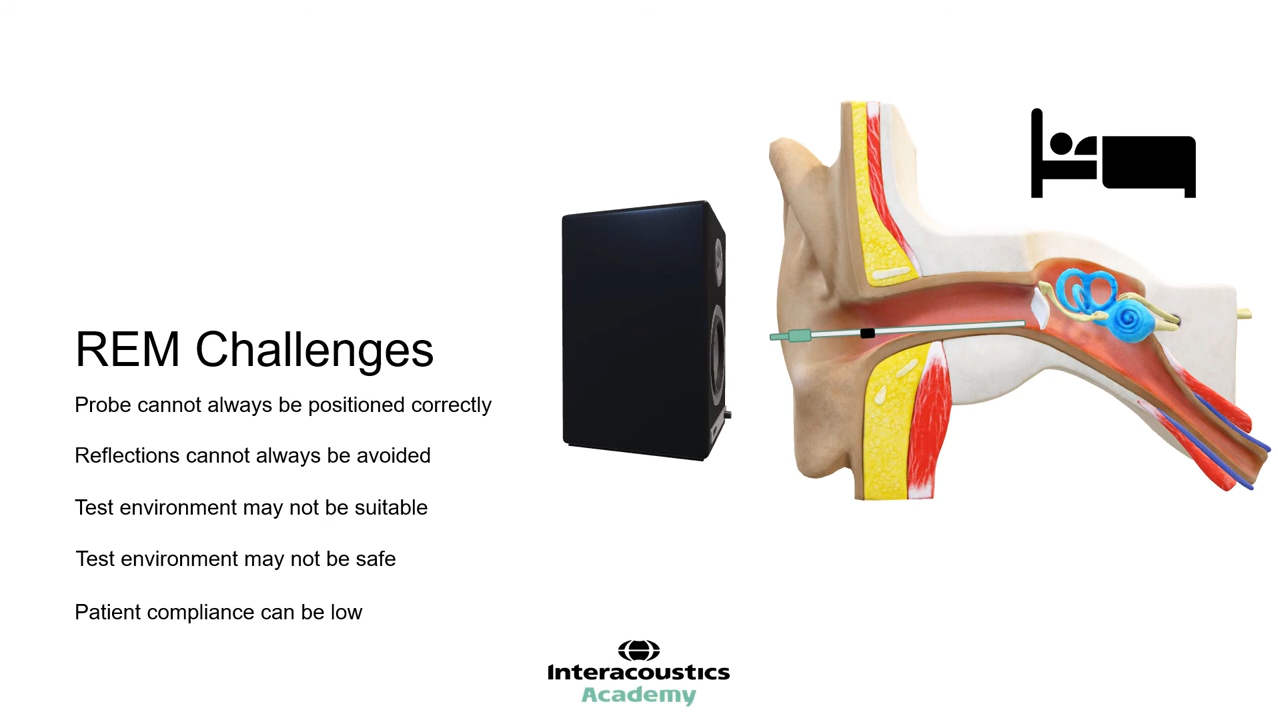 REM Challenges
Probe cannot always be positioned correctly
Reflections cannot always be avoided
Test environment may not be suitable
Test environment may not be safe
Patient compliance can be low
Interacoustics
Academy